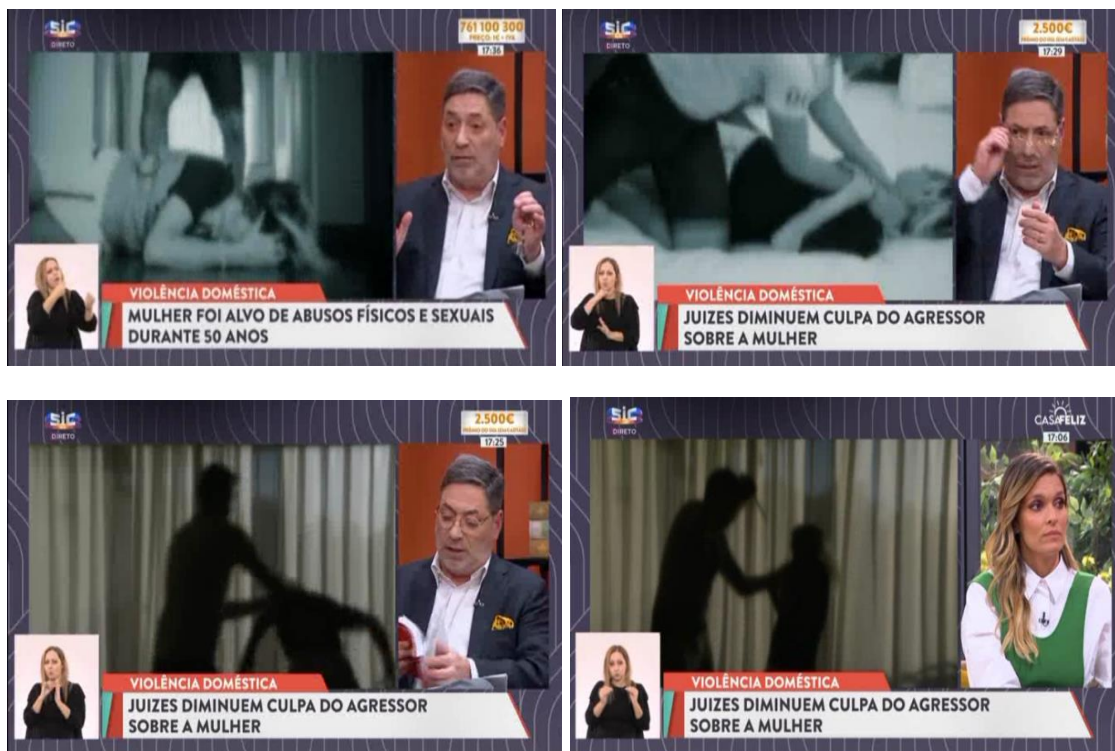 SIC
DIRETO
761 100 300
PREÇO: 1€ + IVA
17:36
VIOLÊNCIA DOMÉSTICA
MULHER FOI ALVO DE ABUSOS FÍSICOS E SEXUAIS
DURANTE 50 ANOS
SIC
DIRETO
2.500€
17:29
VIOLÊNCIA DOMÉSTICA
JUIZES DIMINUEM CULPA DO AGRESSOR
SOBRE A MULHER
SIC
DIRETO
2.500€
17:25
VIOLÊNCIA DOMÉSTICA
JUIZES DIMINUEM CULPA DO AGRESSOR
SOBRE A MULHER
SIC
DIRETO
CASA FELIZ
17:06
VIOLÊNCIA DOMÉSTICA
JUIZES DIMINUEM CULPA DO AGRESSOR
SOBRE A MULHER